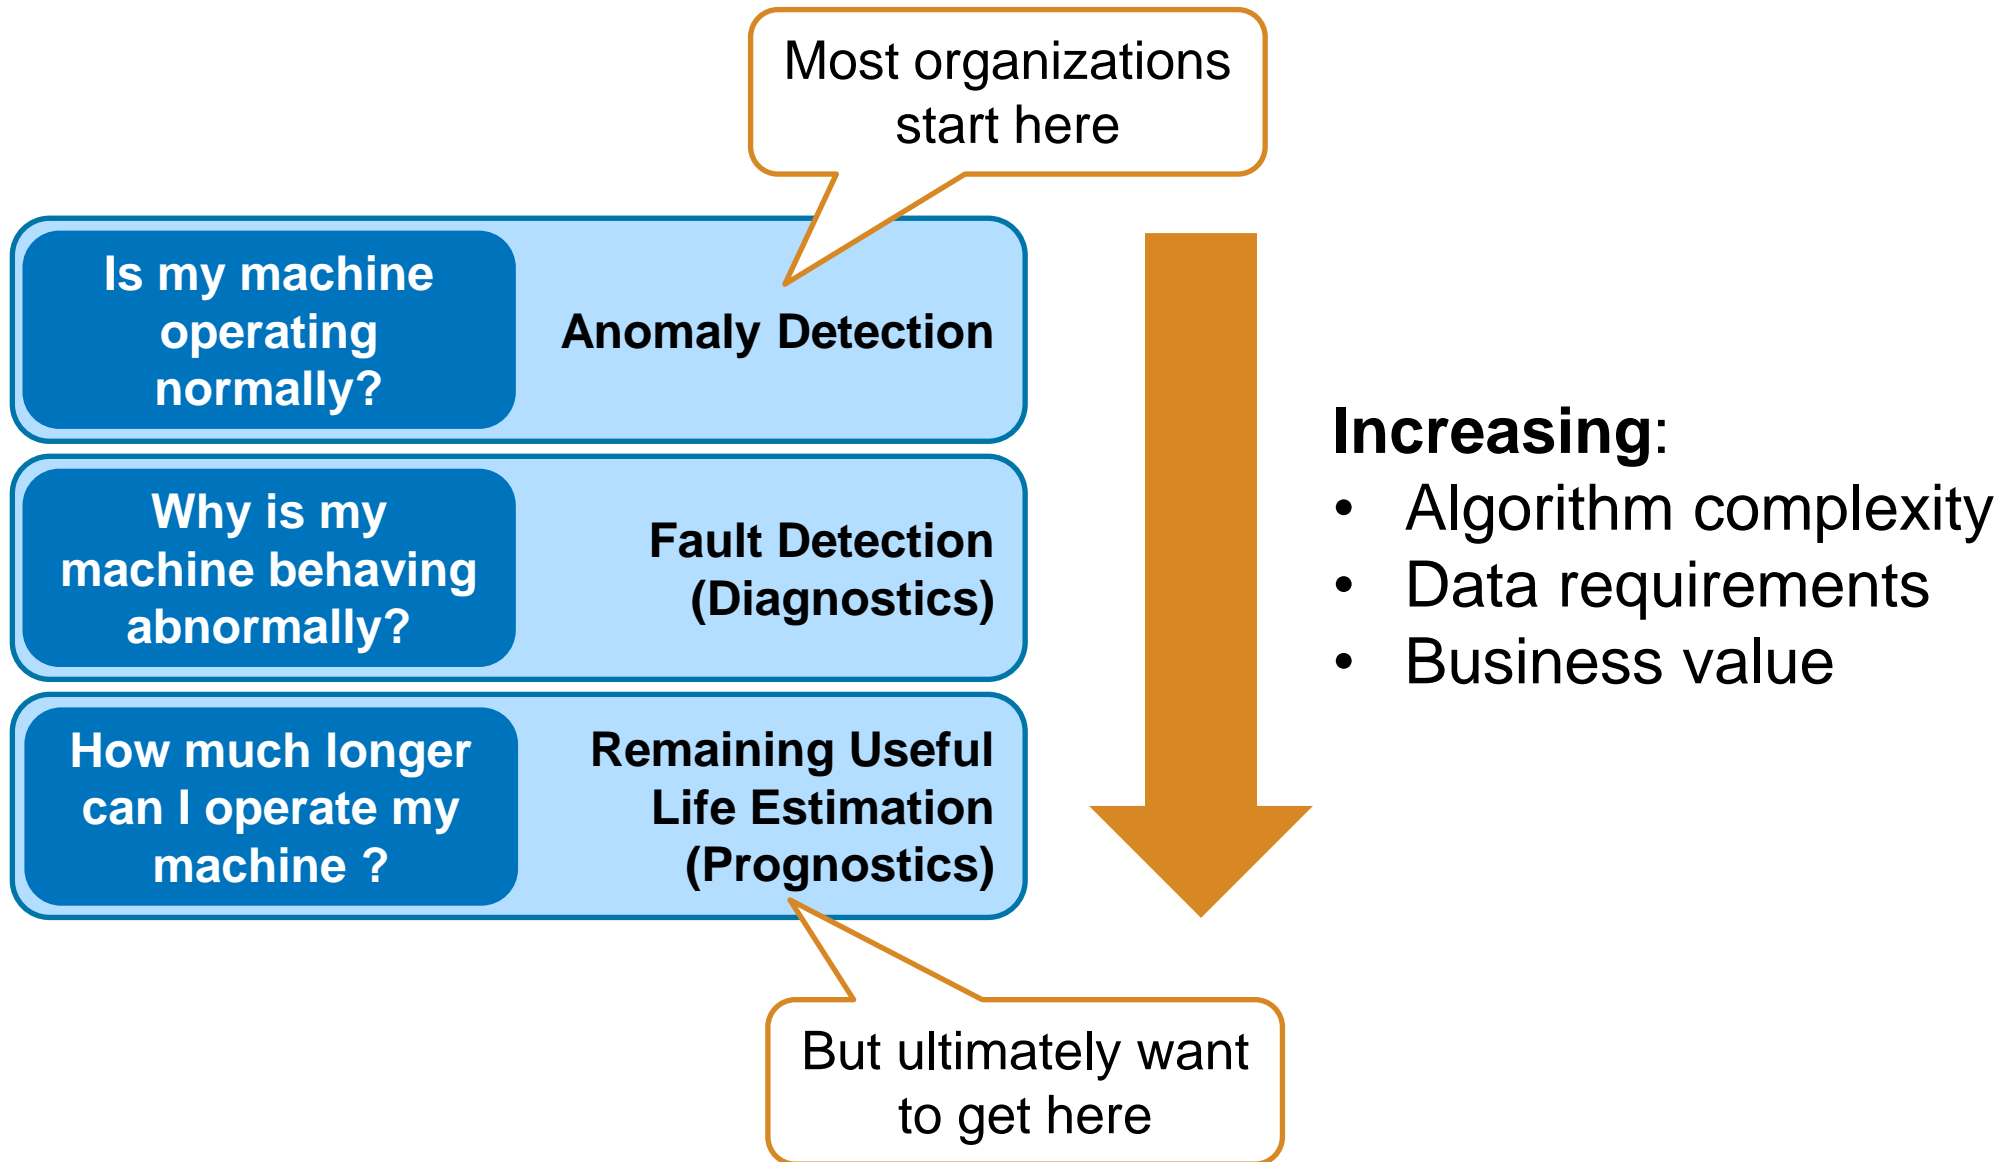 Most organizations
start here
Is my machine
operating
normally?
Anomaly Detection
Why is my
machine behaving
abnormally?
Fault Detection
(Diagnostics)
How much longer
can I operate my
machine ?
Remaining Useful
Life Estimation
(Prognostics)
But ultimately want
to get here
Increasing:
• Algorithm complexity
• Data requirements
• Business value